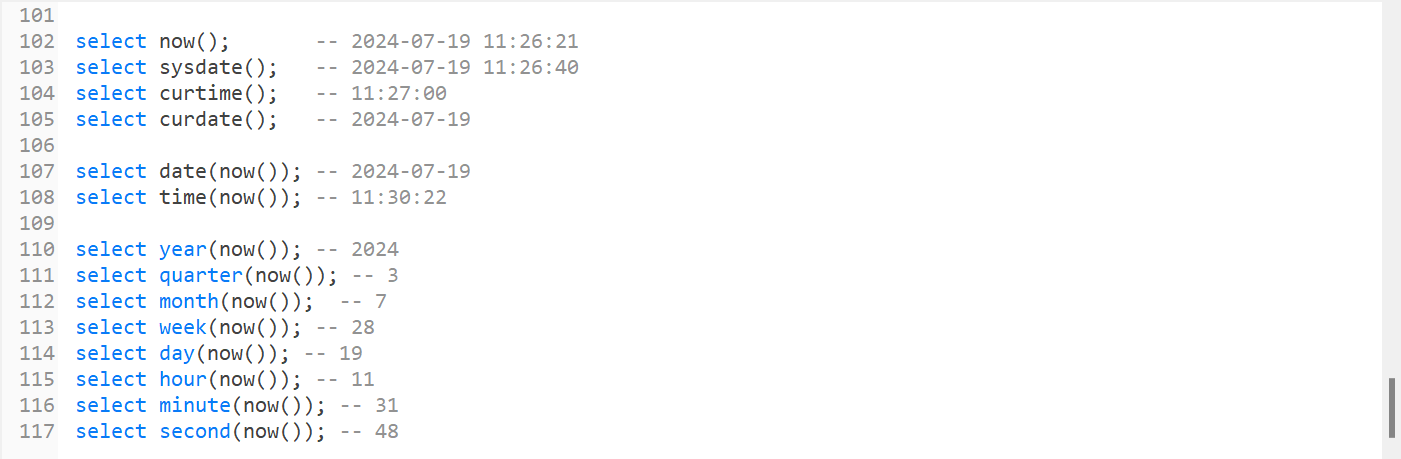 101
102 select now();       -- 2024-07-19 11:26:21
103 select sysdate();   -- 2024-07-19 11:26:40
104 select curtime();   -- 11:27:00
105 select curdate();   -- 2024-07-19
106
107 select date(now()); -- 2024-07-19
108 select time(now()); -- 11:30:22
109
110 select year(now()); -- 2024
111 select quarter(now()); -- 3
112 select month(now());  -- 7
113 select week(now()); -- 28
114 select day(now()); -- 19
115 select hour(now()); -- 11
116 select minute(now()); -- 31
117 select second(now()); -- 48